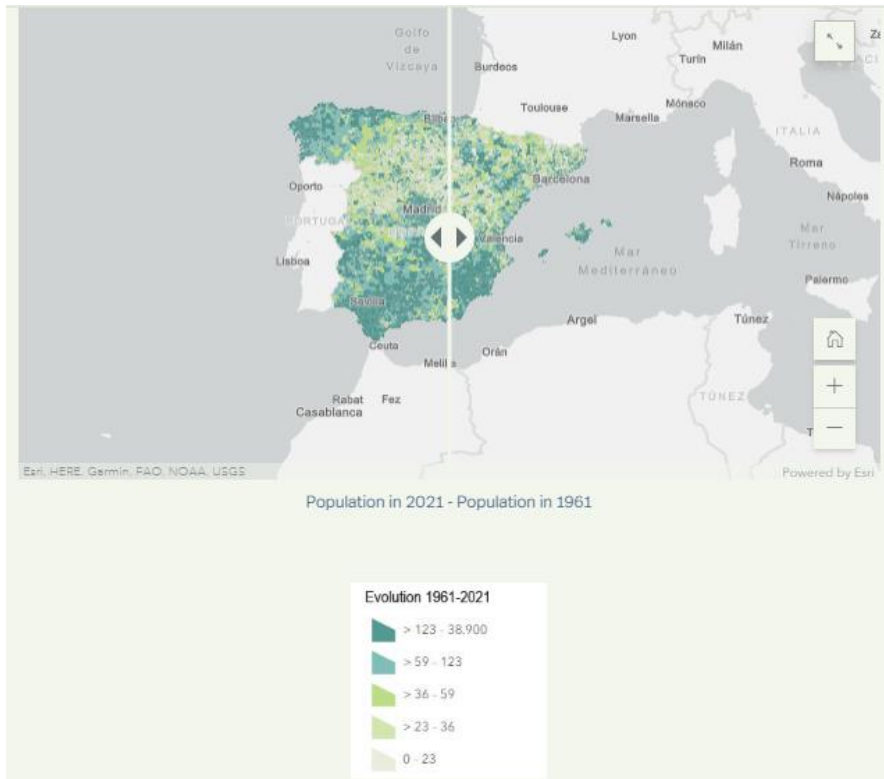 Golfo
de
Vizcaya
Lyon
Milán
Turín
Burdeos
Mónaco
Toulouse
Marsella
ITALIA
Bilbao
Roma
Barcelona
Oporto
Nápoles
Madrid
PORTUGAL
Mar
Tirreno
Valencia
Mar
Mediterráneo
Lisboa
Palermo
Sevilla
Argel
Túnez
Ceuta
Orán
Melilla
Rabat
Fez
Casablanca
TÚNEZ
Esri, HERE, Garmin, FAO, NOAA, USGS
Powered by Esri
Population in 2021 - Population in 1961
Evolution 1961-2021
> 123 - 38.900
> 59 - 123
> 36 - 59
> 23 - 36
0 - 23